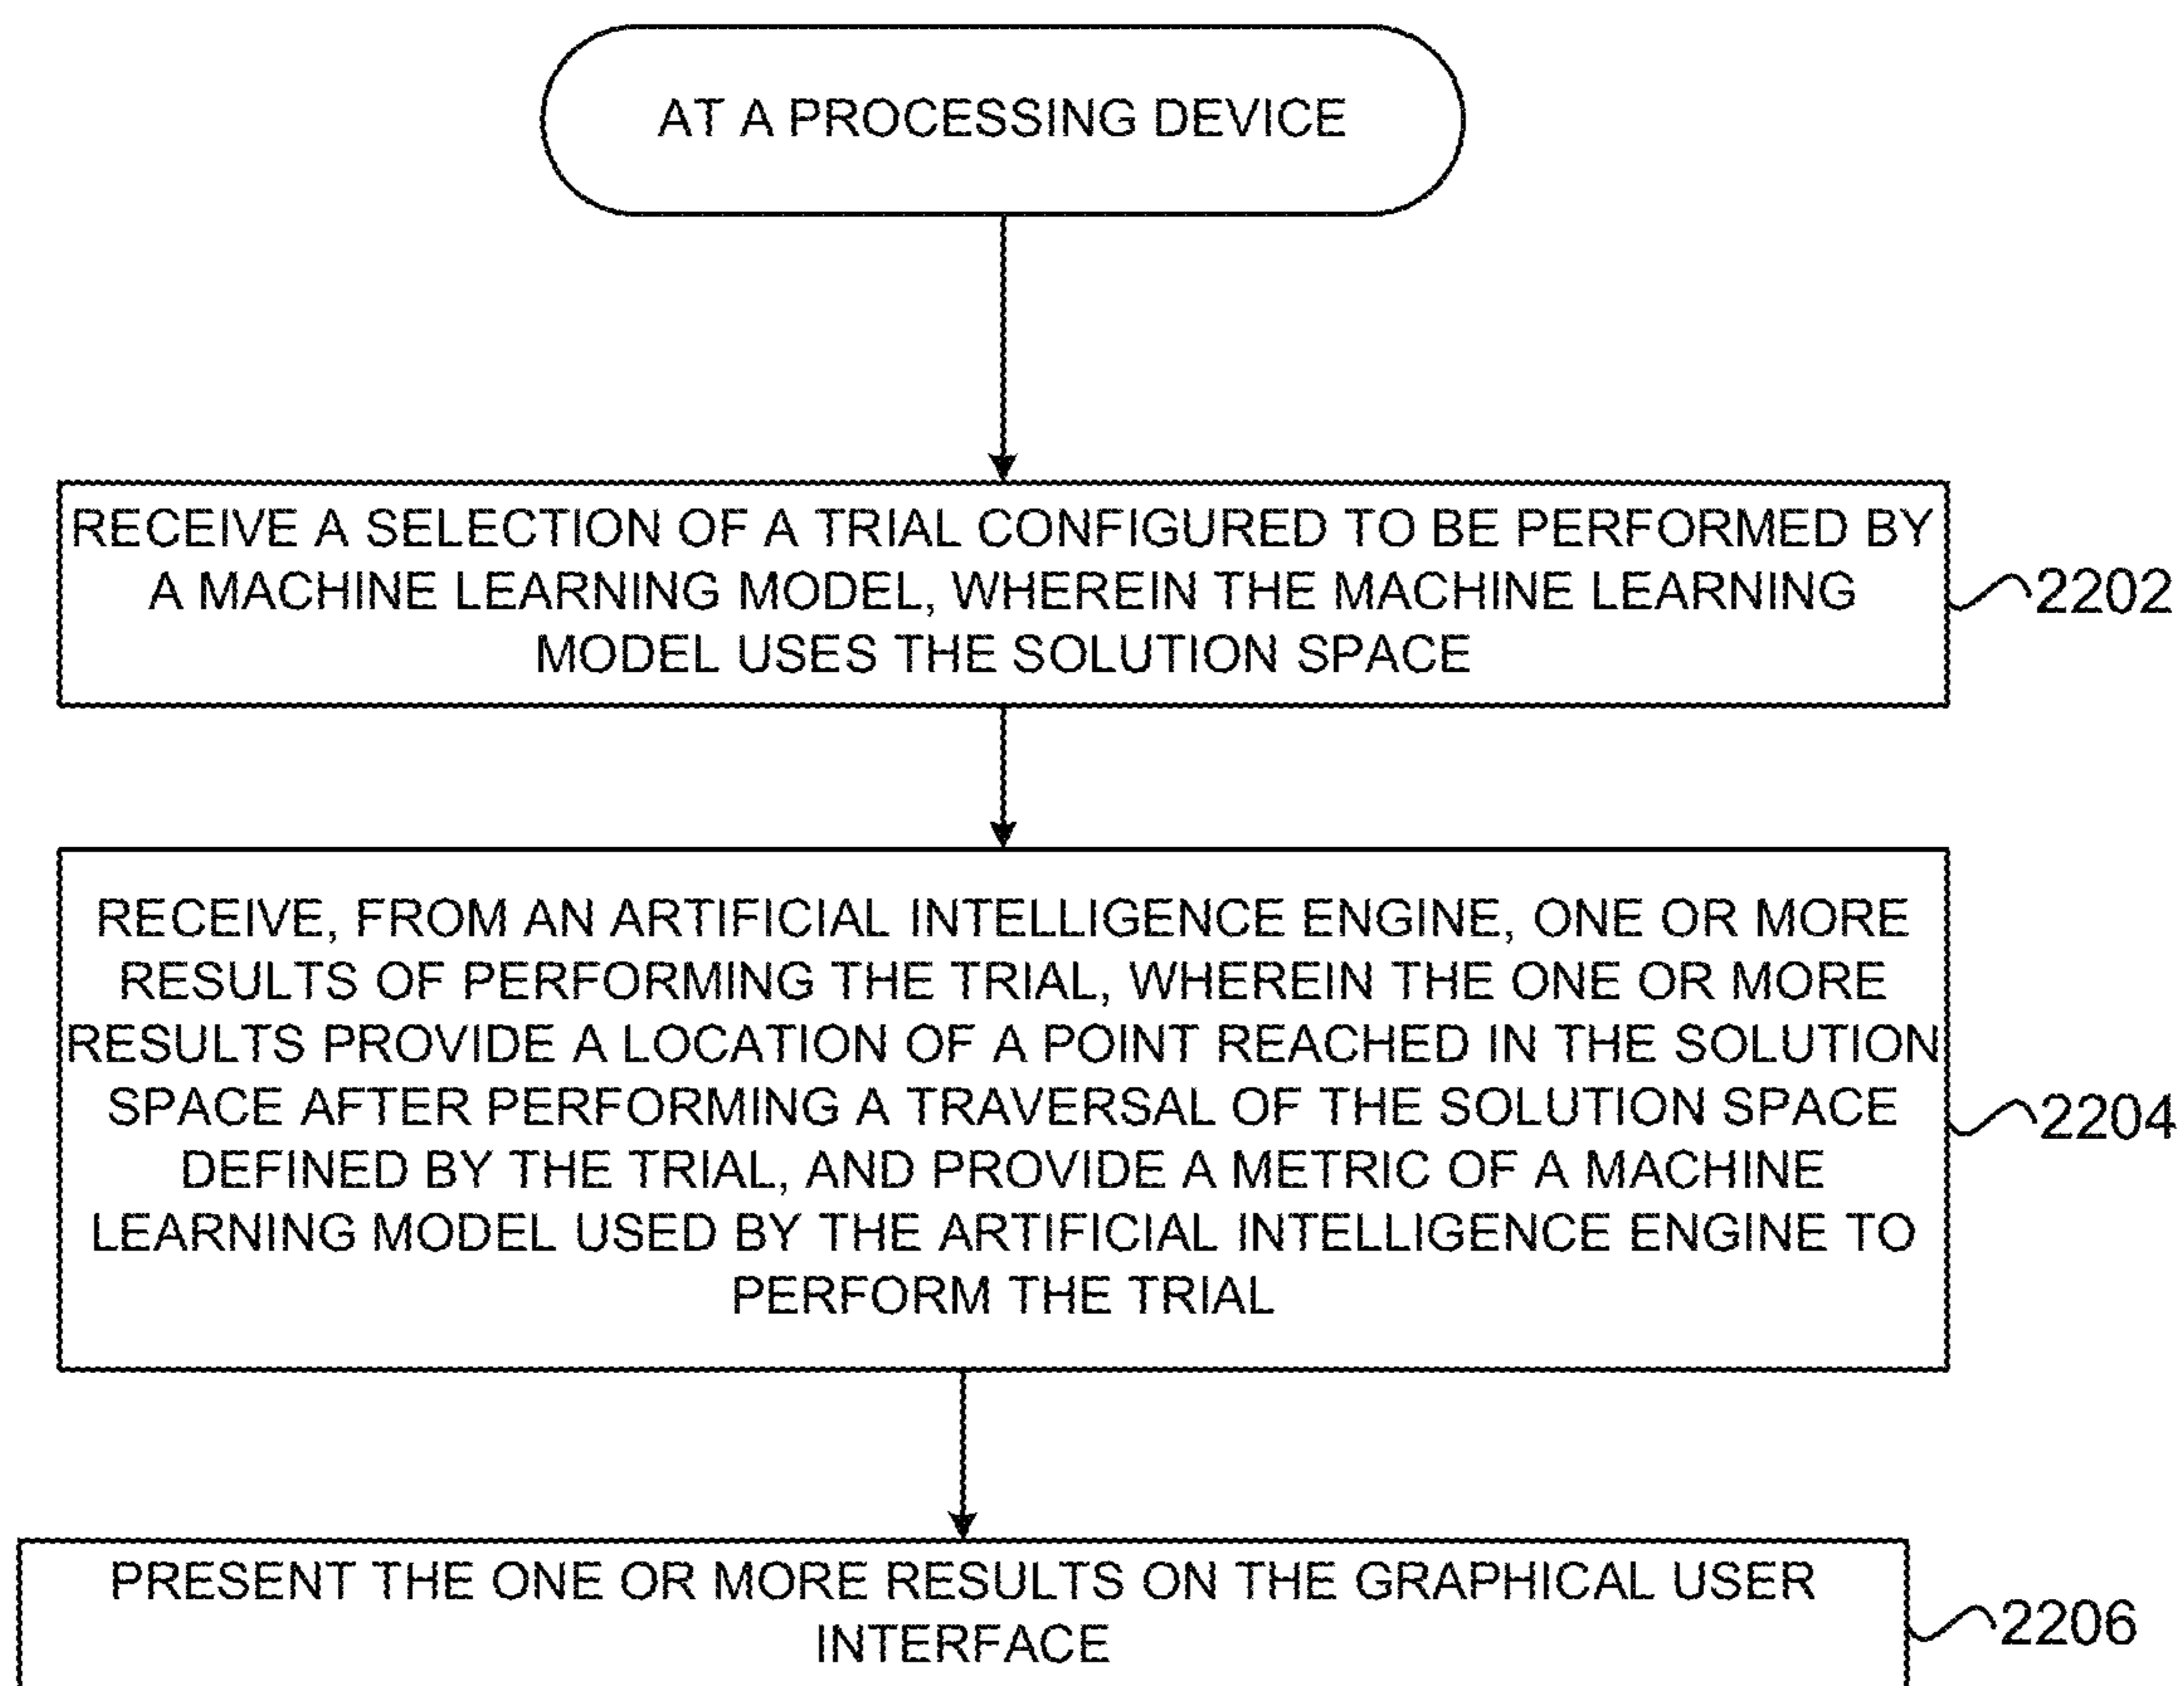 AT A PROCESSING DEVICE
RECEIVE A SELECTION OF A TRIAL CONFIGURED TO BE PERFORMED BY
A MACHINE LEARNING MODEL, WHEREIN THE MACHINE LEARNING
MODEL USES THE SOLUTION SPACE
2202
RECEIVE, FROM AN ARTIFICIAL INTELLIGENCE ENGINE, ONE OR MORE
RESULTS OF PERFORMING THE TRIAL, WHEREIN THE ONE OR MORE
RESULTS PROVIDE A LOCATION OF A POINT REACHED IN THE SOLUTION
SPACE AFTER PERFORMING A TRAVERSAL OF THE SOLUTION SPACE
DEFINED BY THE TRIAL, AND PROVIDE A METRIC OF A MACHINE
LEARNING MODEL USED BY THE ARTIFICIAL INTELLIGENCE ENGINE TO
PERFORM THE TRIAL
2204
PRESENT THE ONE OR MORE RESULTS ON THE GRAPHICAL USER
INTERFACE
2206